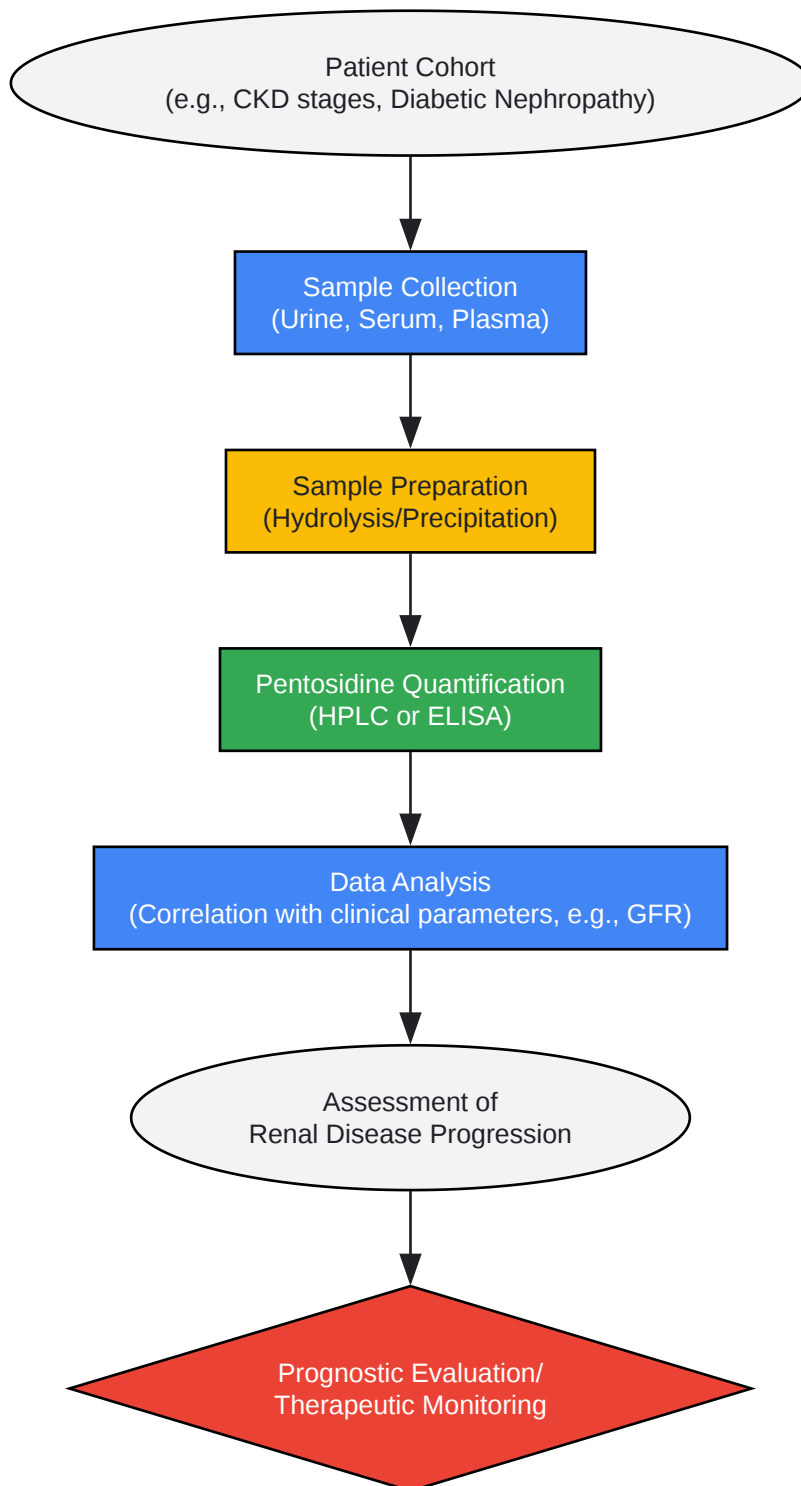 Patient Cohort
(e.g., CKD stages, Diabetic Nephropathy)
Sample Collection
(Urine, Serum, Plasma)
Sample Preparation
(Hydrolysis/Precipitation)
Pentosidine Quantification
(HPLC or ELISA)
Data Analysis
(Correlation with clinical parameters, e.g., GFR)
Assessment of
Renal Disease Progression
Prognostic Evaluation/
Therapeutic Monitoring